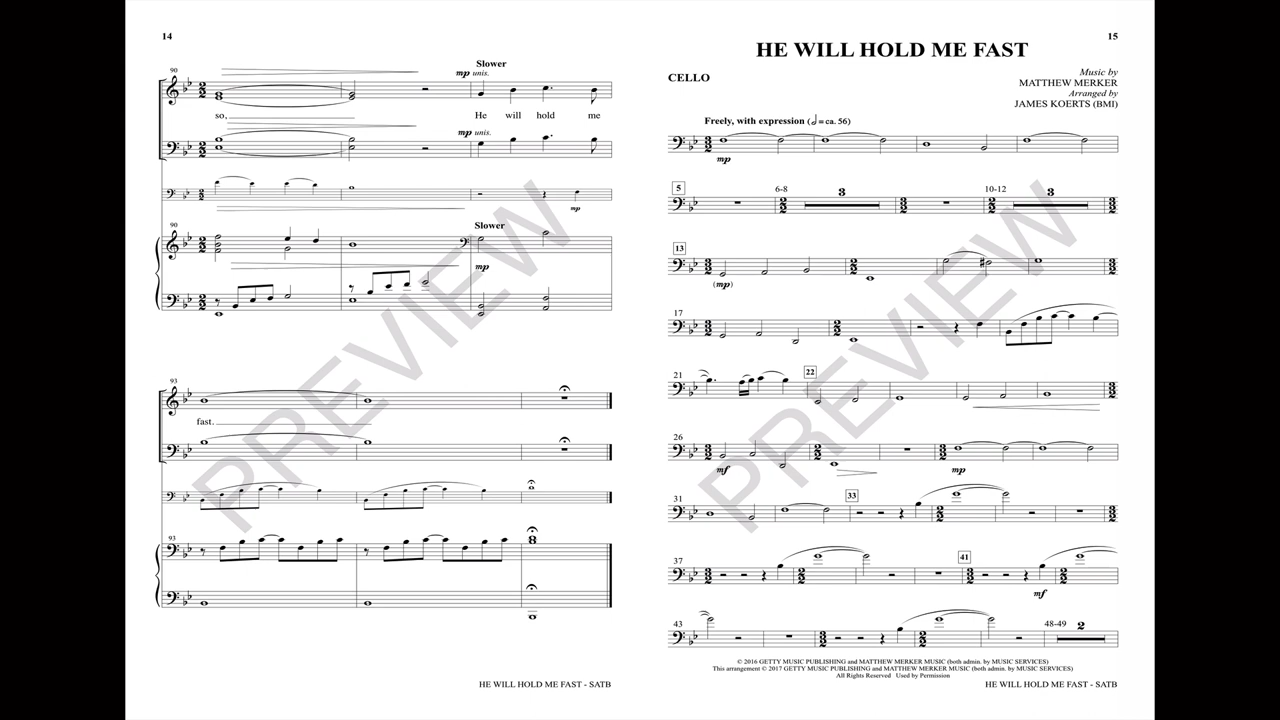 14
90
Slower
mp unis.
so,
He will hold me
mp unis.
mp
90
Slower
mp
93
fast.
93
HE WILL HOLD ME FAST - SATB
PREVIEW
15
HE WILL HOLD ME FAST
CELLO
Music by
MATTHEW MERKER
Arranged by
JAMES KOERTS (BMI)
Freely, with expression (𝅗𝅥 = ca. 56)
mp
5
6-8
3
10-12
3
13
(mp)
17
21
22
26
mf
mp
31
33
37
41
mf
43
48-49
2
© 2016 GETTY MUSIC PUBLISHING and MATTHEW MERKER MUSIC (both admin. by MUSIC SERVICES)
This arrangement © 2017 GETTY MUSIC PUBLISHING and MATTHEW MERKER MUSIC (both admin. by MUSIC SERVICES)
All Rights Reserved Used by Permission
HE WILL HOLD ME FAST - SATB
PREVIEW